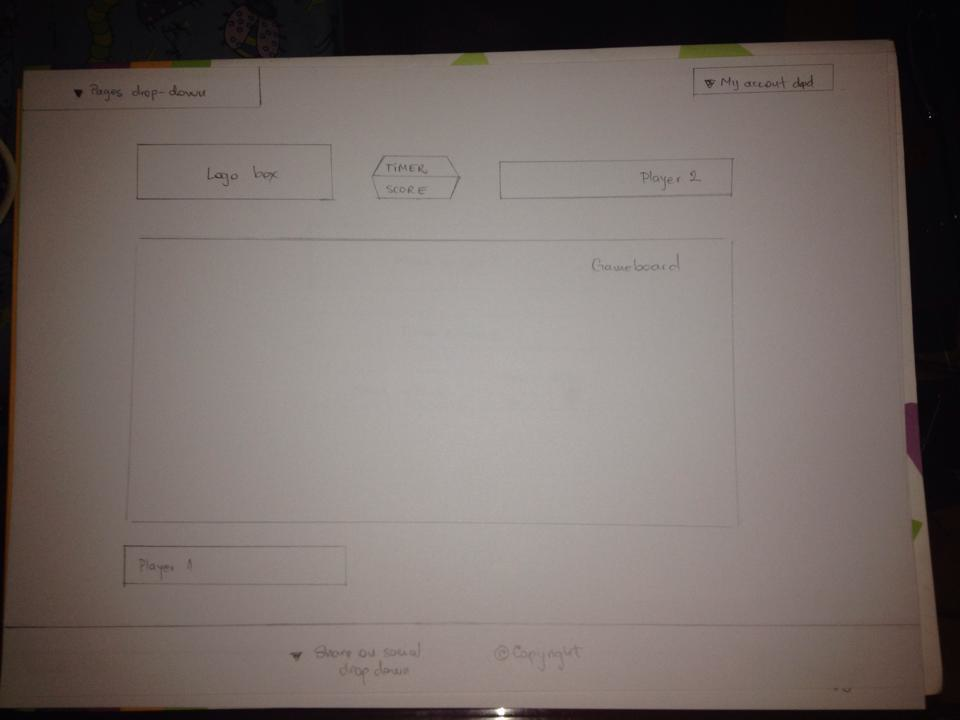 ▼ Pages drop-down
▼ My accout dpd
Logo box
TIMER
SCORE
Player 2
Gameboard
Player 1
▼ Share on social
drop down
© Copyright